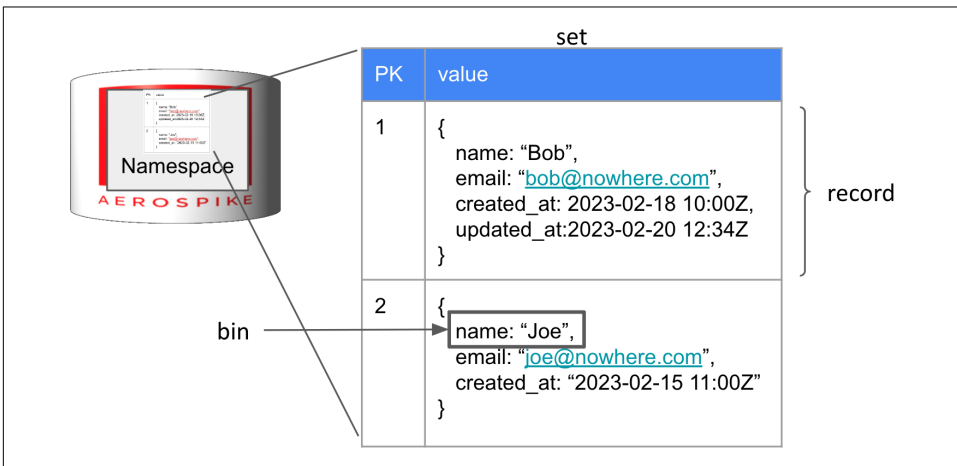 set
PK value
1 {
name: “Bob”,
email: “bob@nowhere.com”,
created_at: 2023-02-18 10:00Z,
updated_at:2023-02-20 12:34Z
}
record
2 {
name: “Joe”,
email: “joe@nowhere.com”,
created_at: “2023-02-15 11:00Z”
}
bin
Namespace
AEROSPIKE